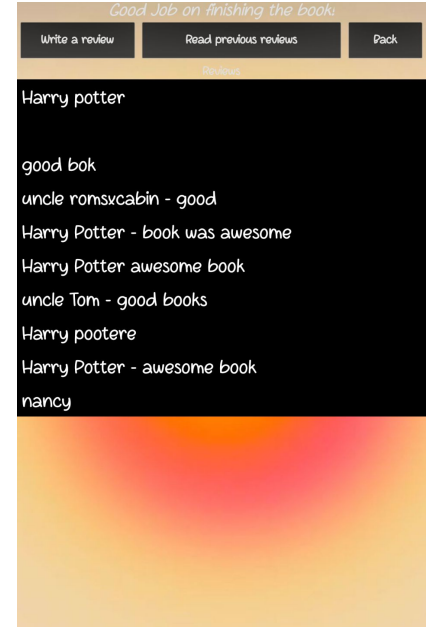 Good Job on finishing the book!
Write a review
Read previous reviews
Back
Reviews
Harry potter
good bok
uncle romsxcabin - good
Harry Potter - book was awesome
Harry Potter awesome book
uncle Tom - good books
Harry pootere
Harry Potter - awesome book
nancy